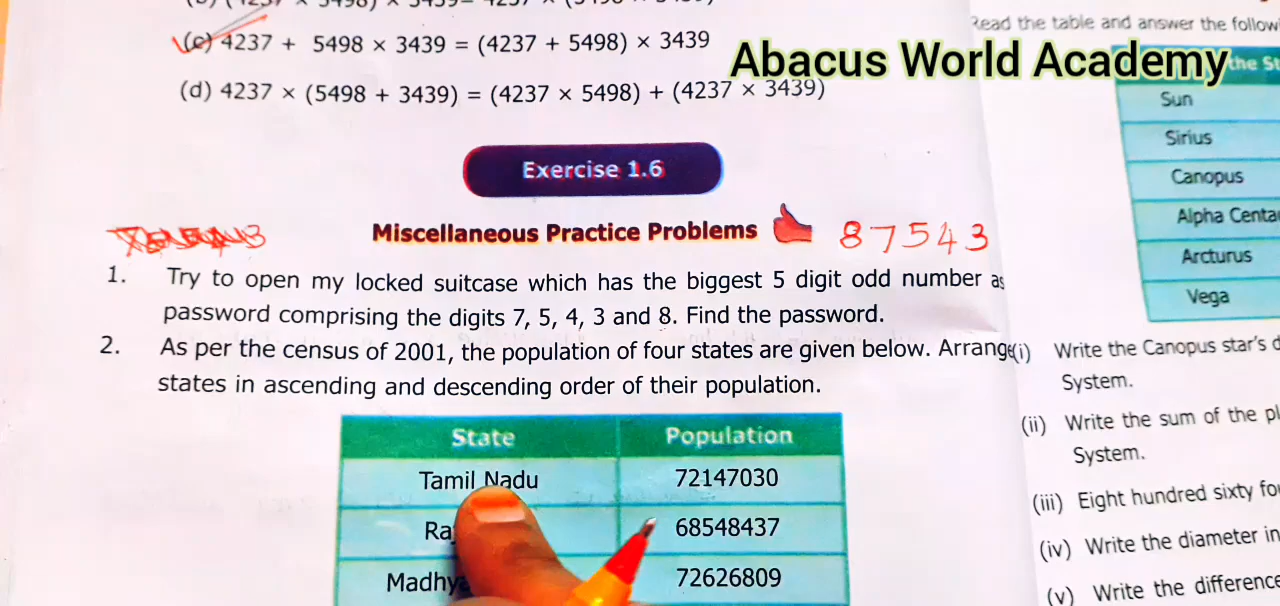 (c) 4237 + 5498 × 3439 = (4237 + 5498) × 3439
(d) 4237 × (5498 + 3439) = (4237 × 5498) + (4237 × 3439)
Abacus World Academy
Exercise 1.6
Miscellaneous Practice Problems
87543
1. Try to open my locked suitcase which has the biggest 5 digit odd number as
password comprising the digits 7, 5, 4, 3 and 8. Find the password.
2. As per the census of 2001, the population of four states are given below. Arrange
states in ascending and descending order of their population.
State Population
Tamil Nadu 72147030
68548437
72626809
Read the table and answer the
the
Sun
Sirius
Canopus
Alpha
Arcturus
Vega
(i) Write the Canopus star's
System.
(ii) Write the sum of the
System.
(iii) Eight hundred sixty
(iv) Write the diameter in
(v) Write the difference